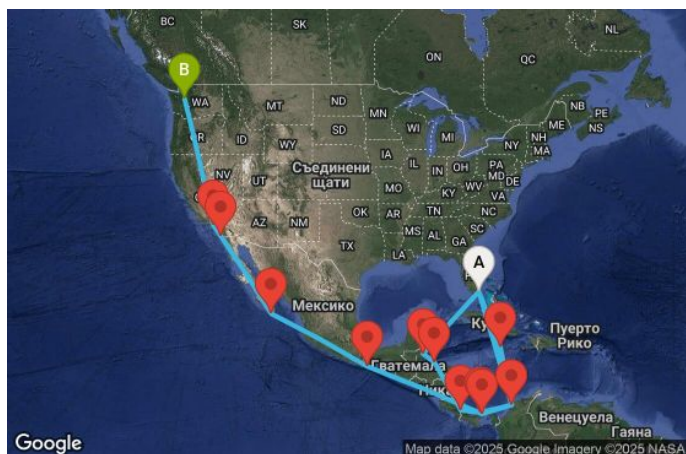 BC
SK
NL
ON
QC
B
WA
MT
ND
MN
NB
PE
NS
ME
SD
WI
MI
NH
MA
NY
ID
WY
IA
IL
IN
OH
PA
MD
DE
NV
UT
Съединени
щати
MO
KY
WV
VA
AZ
NM
OK
AR
TN
NC
SC
TX
MS
AL
GA
LA
A
Мексико
Пуерто
Рико
Гватемала
Венецуела
Гаяна
Google
Map data ©2025 Google Imagery ©2025 NASA